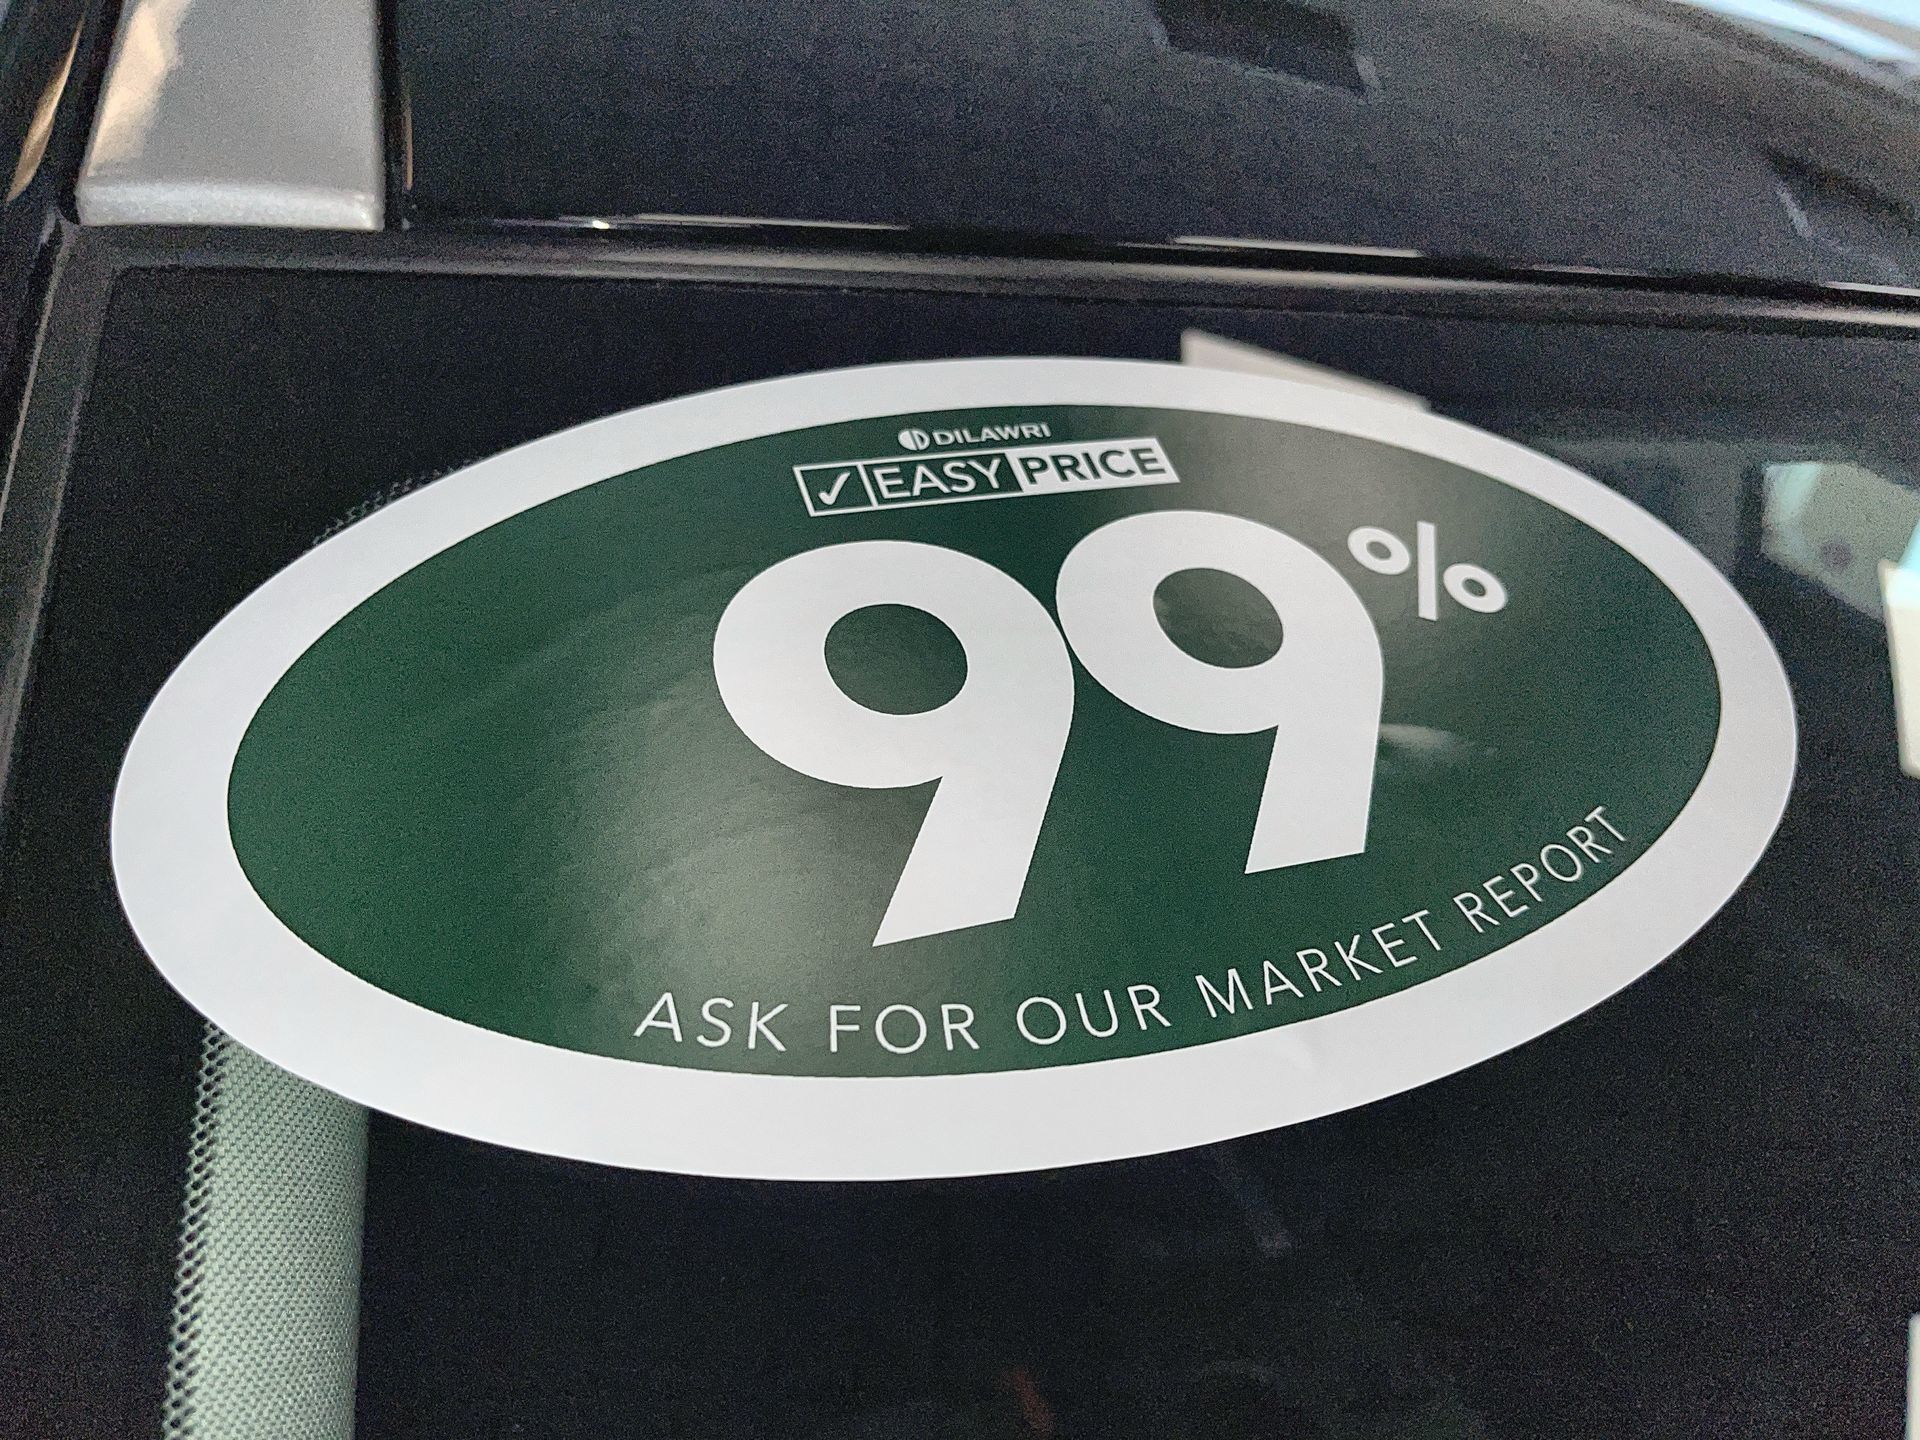 DILAWRI
✓ EASY PRICE
99%
ASK FOR OUR MARKET REPORT